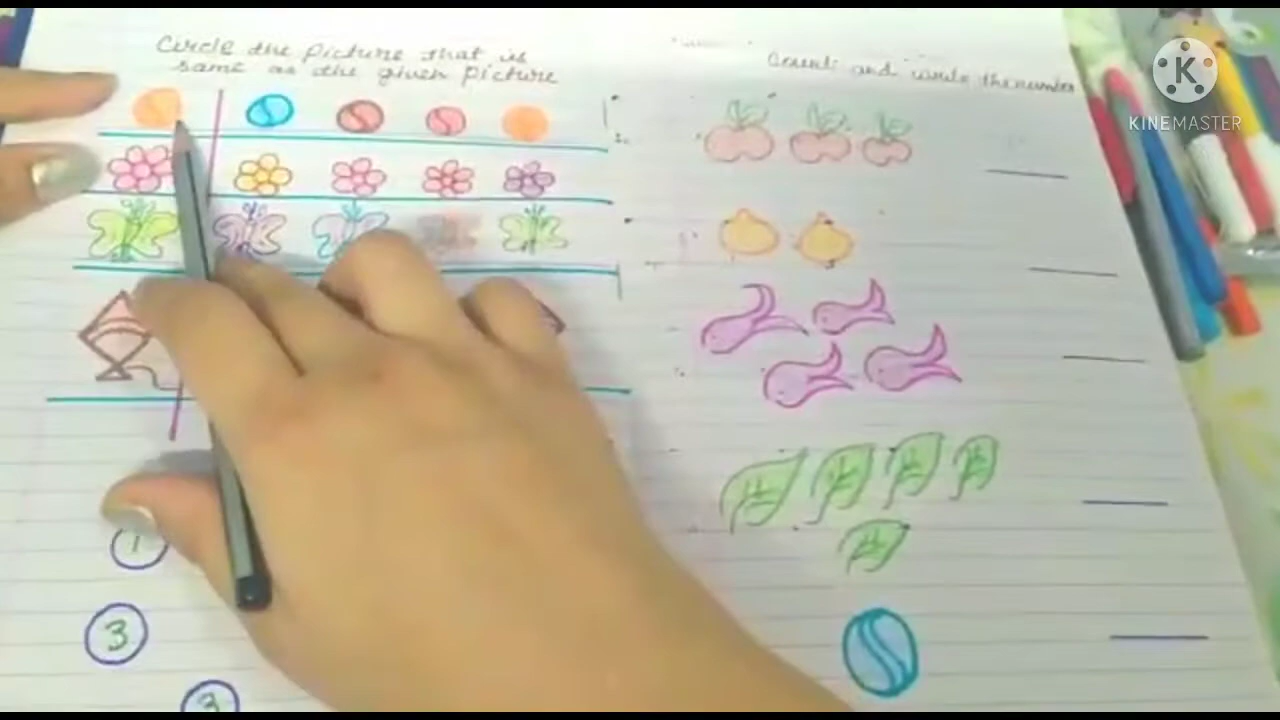 Circle the picture that is
same as the given picture
Count and write the number
K
KINEMASTER
1
3